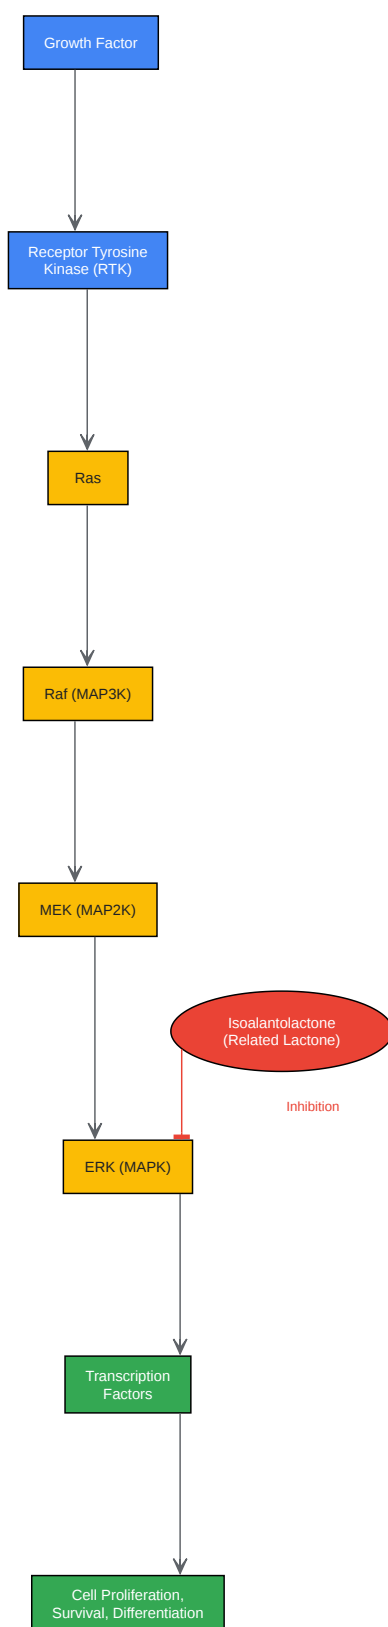 Growth Factor
Receptor Tyrosine
Kinase (RTK)
Ras
Raf (MAP3K)
MEK (MAP2K)
Isoalantolactone
(Related Lactone)
Inhibition
ERK (MAPK)
Transcription
Factors
Cell Proliferation,
Survival, Differentiation